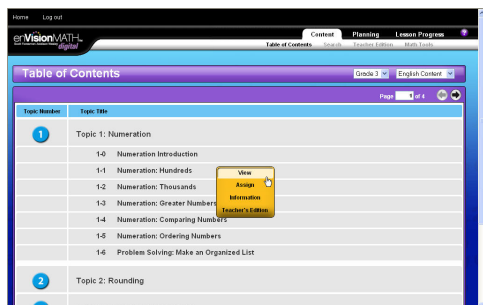 Home Log out
enVisionMATH
digital
Content Planning Lesson Progress ?
Table of Contents Search Teacher Edition Math Tools
Table of Contents
Grade 3 English Content
Page 1 of 4
Topic Number Topic Title
1 Topic 1: Numeration
1-0 Numeration Introduction
1-1 Numeration: Hundreds
1-2 Numeration: Thousands
1-3 Numeration: Greater Numbers
1-4 Numeration: Comparing Numbers
1-5 Numeration: Ordering Numbers
1-6 Problem Solving: Make an Organized List
View
Assign
Information
Teacher's Edition
2 Topic 2: Rounding